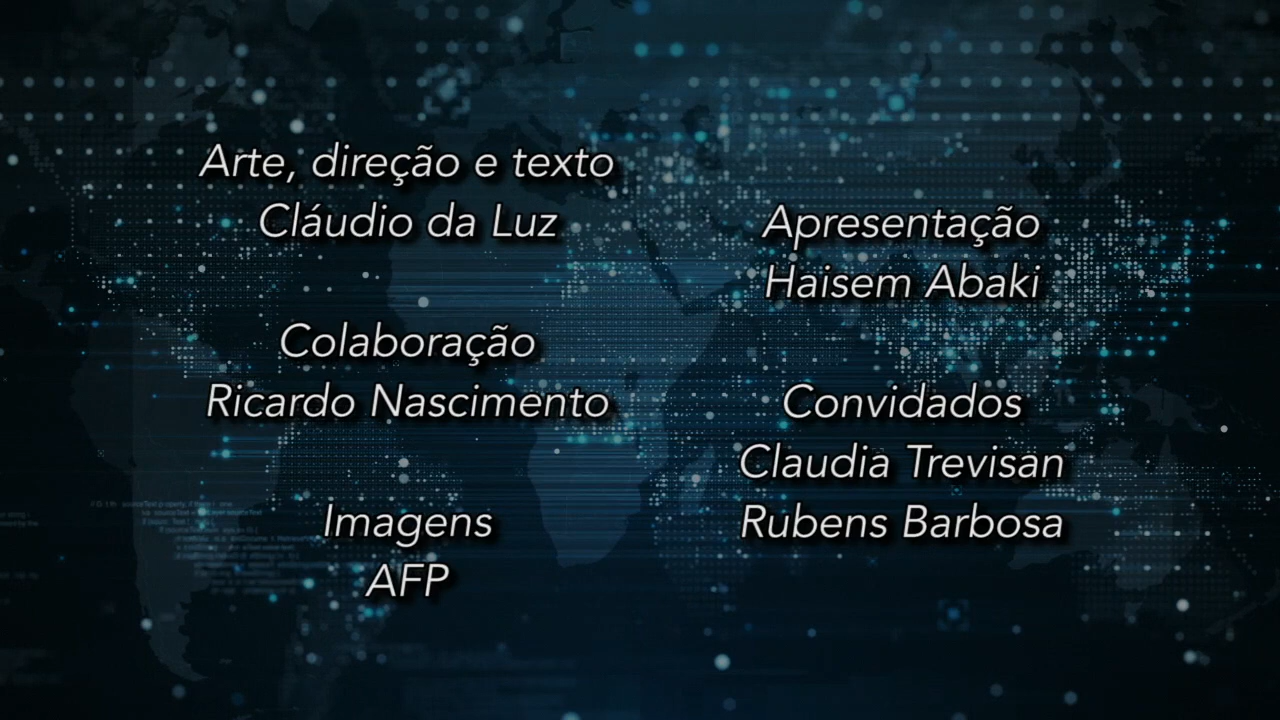 Arte, direção e texto
Cláudio da Luz
Colaboração
Ricardo Nascimento
Imagens
AFP
Apresentação
Haisem Abaki
Convidados
Claudia Trevisan
Rubens Barbosa